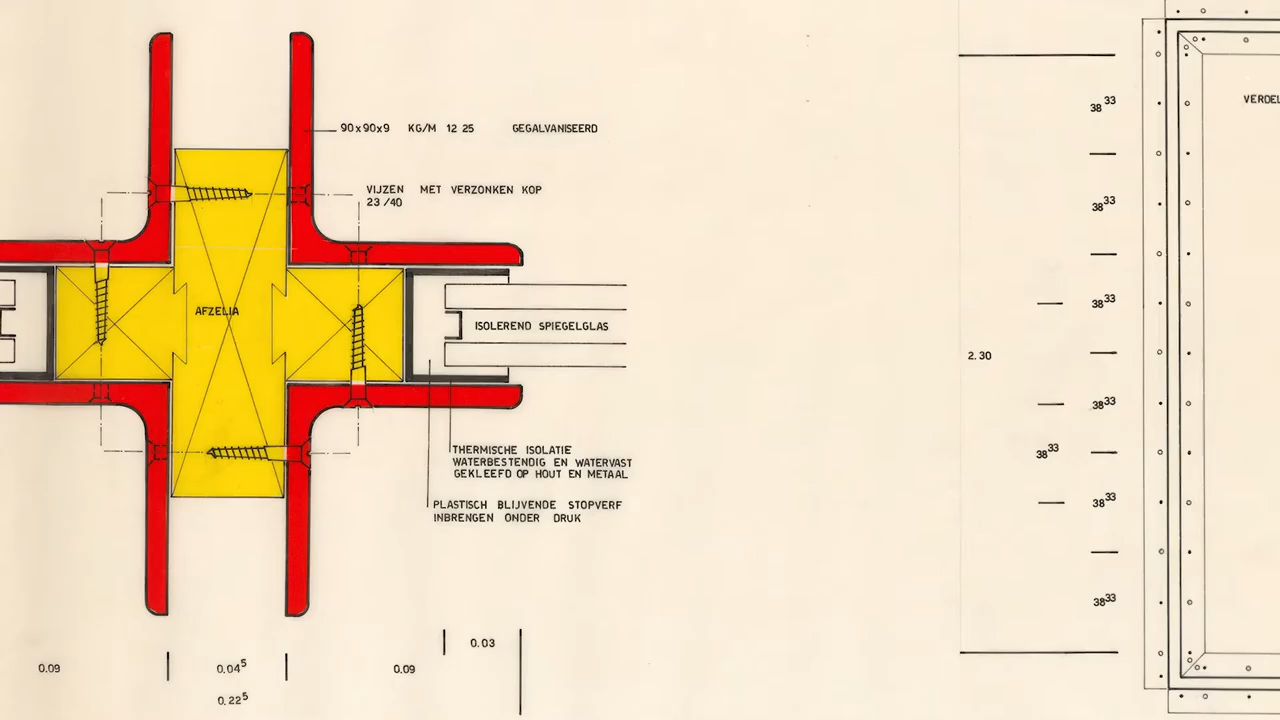 90x90x9 KG/M 12 25 GEGALVANISEERD
VIJZEN MET VERZONKEN KOP
23/40
AFZELIA
ISOLEREND SPIEGELGLAS
THERMISCHE ISOLATIE
WATERBESTENDIG EN WATERVAST
GEKLEEFD OP HOUT EN METAAL
PLASTISCH BLIJVENDE STOPVERF
INBRENGEN ONDER DRUK
0.03
0.09
0.04⁵
0.09
0.22⁵
2.30
38³³
38³³
38³³
38³³
38³³
38³³
38³³